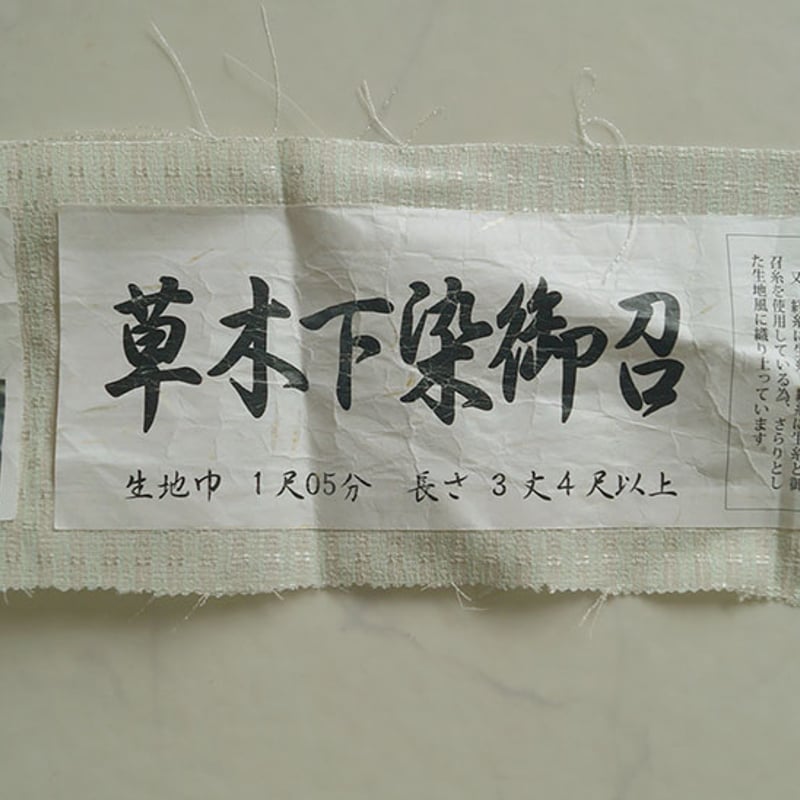 草木下染御召
生地巾 1尺05分 長さ 3丈4尺以上
召糸を使用している為、さらりとし
た生地風に織り上っています。